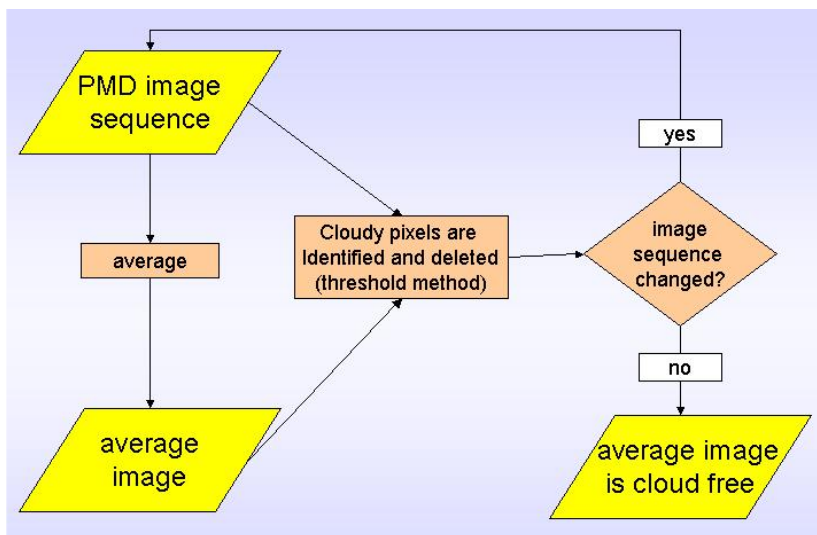 PMD image
sequence
average
average
image
Cloudy pixels are
Identified and deleted
(threshold method)
yes
image
sequence
changed?
no
average image
is cloud free